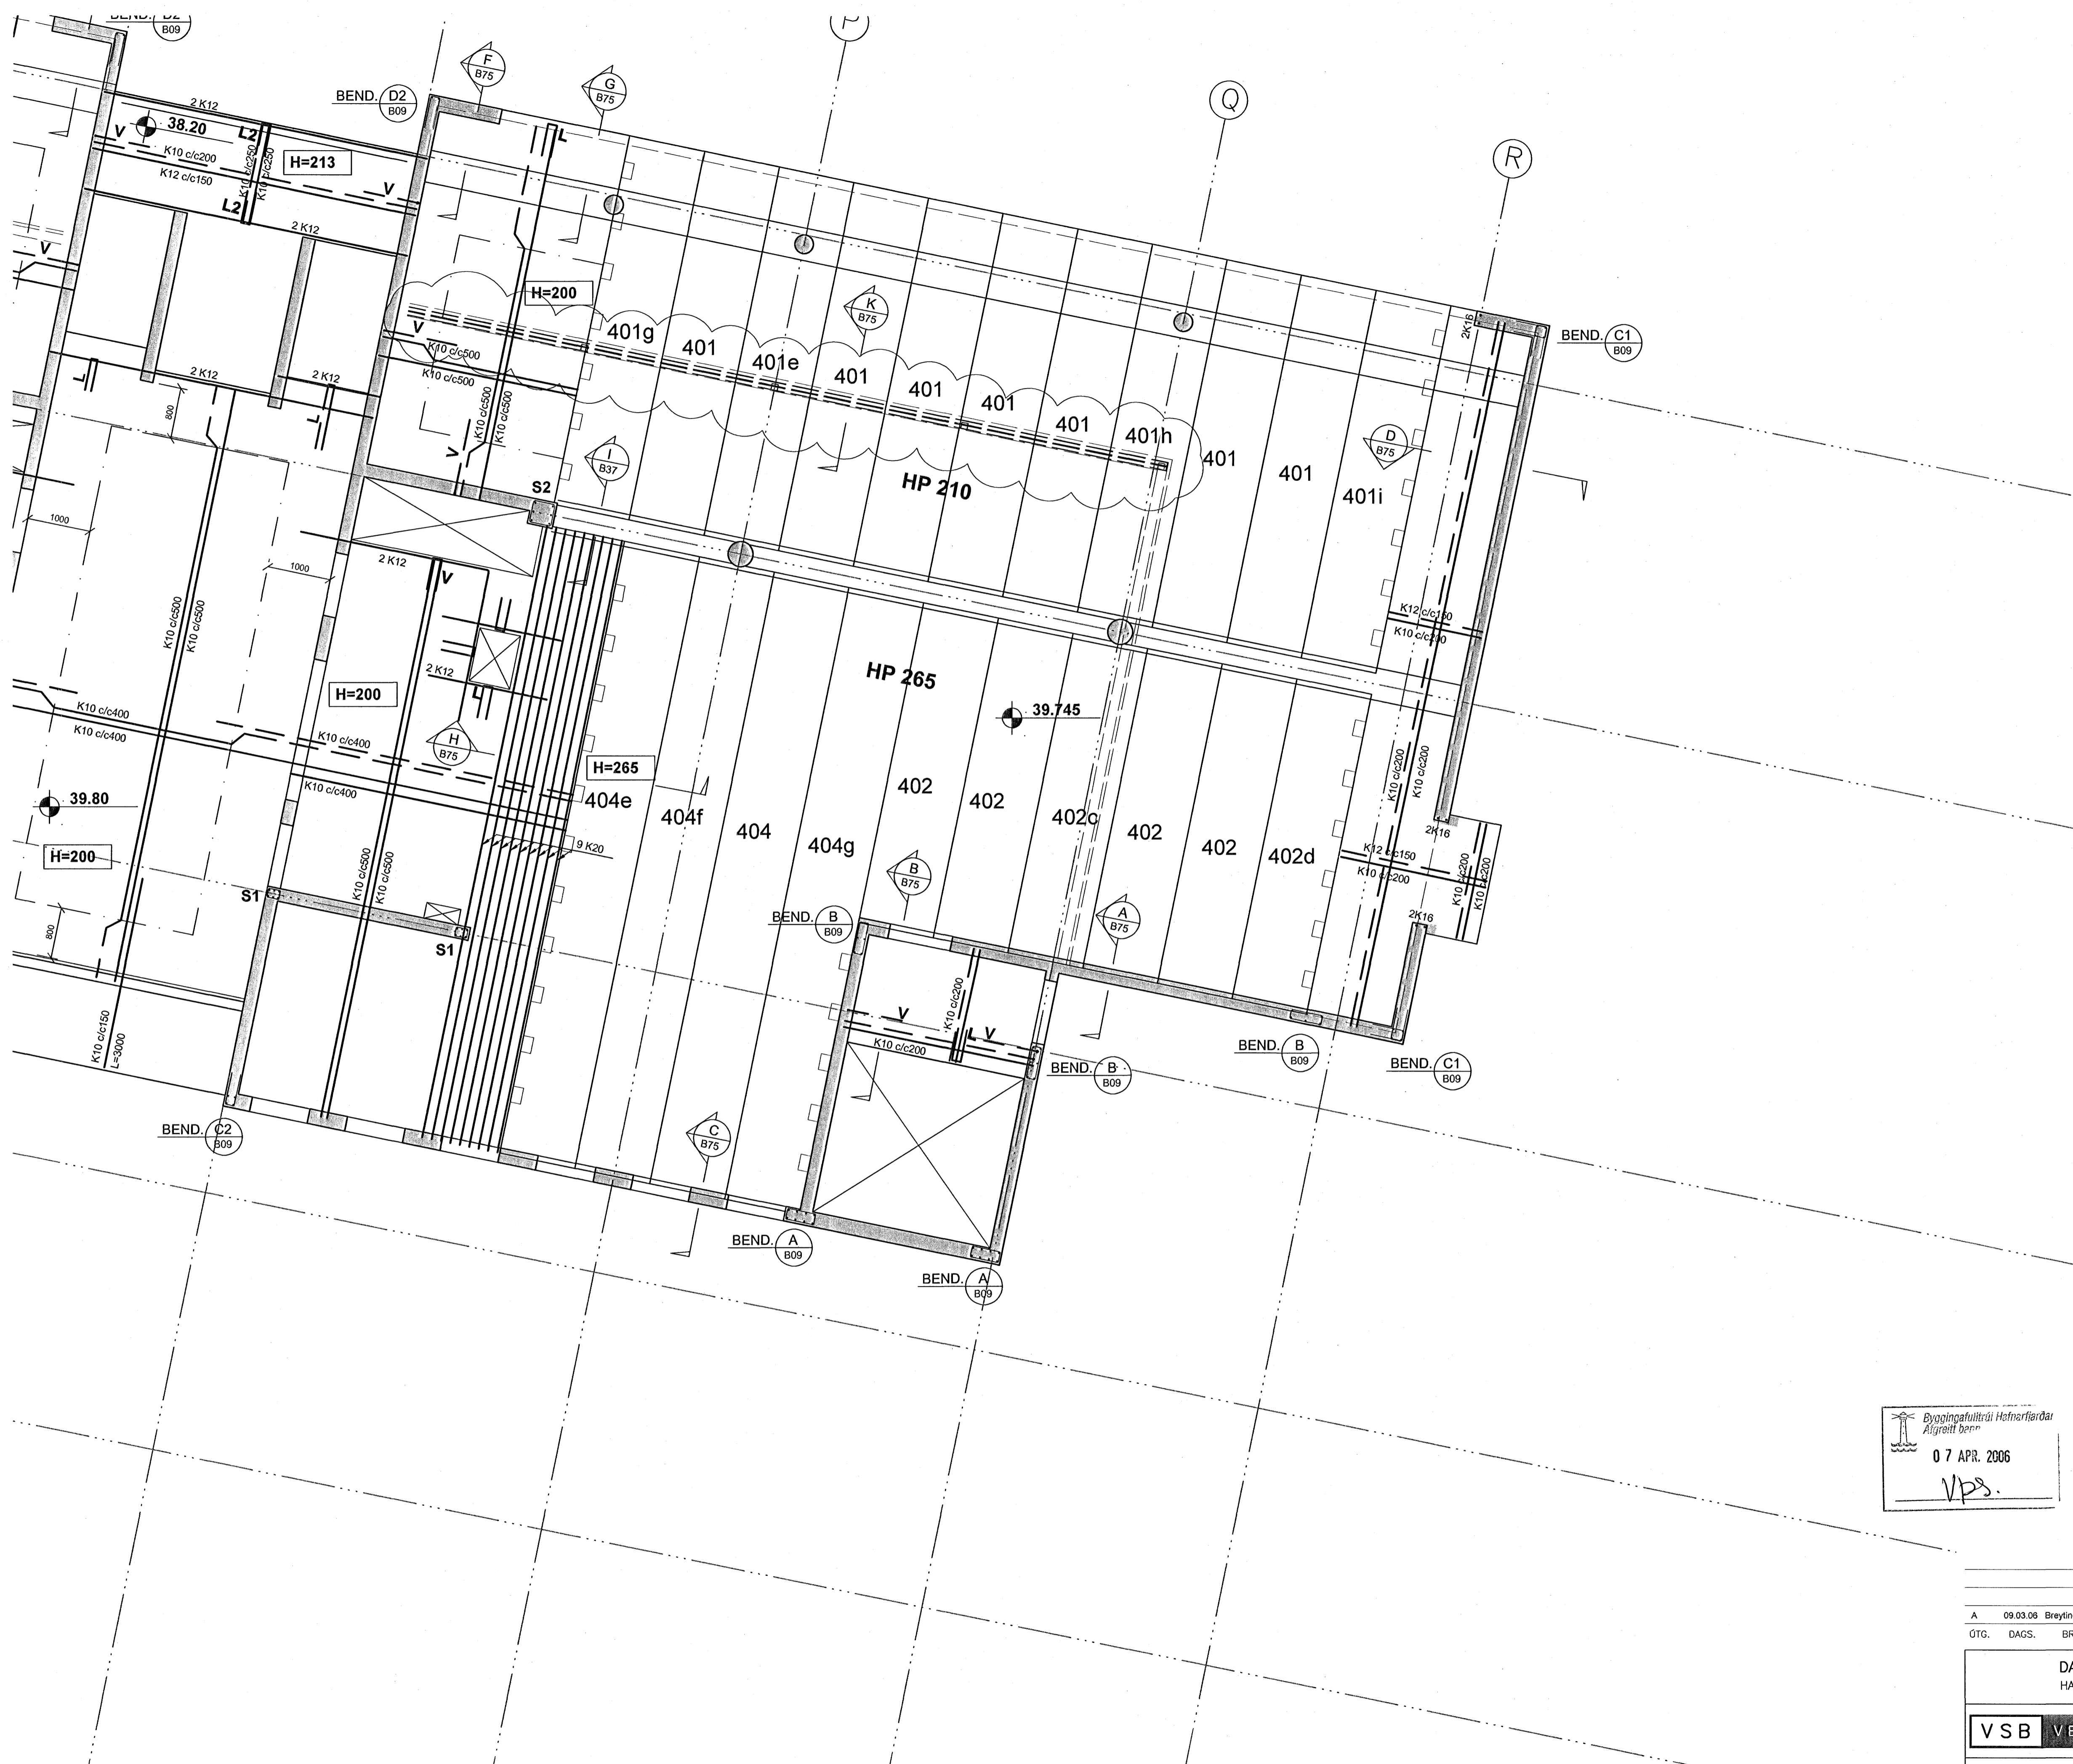 D2
B09
P
F
B75
G
B75
BEND. D2
B09
Q
R
2 K12
38.20
V
L2
K10 c/c200
K12 c/c150
K10 c/c250
K10 c/c250
H=213
V
L2
2 K12
L
V
H=200
V
K10 c/c500
K10 c/c500
K10 c/c500
K10 c/c500
V
401g
401
401e
401
401
401
401
401h
401
401
401i
K
B75
2K16
BEND. C1
B09
D
B75
I
B37
S2
HP 210
L
2 K12
2 K12
L
800
1000
1000
2 K12
V
K10 c/c500
K10 c/c500
2 K12
L
H=200
H
B75
K12 c/c150
K10 c/c200
HP 265
39.745
K10 c/c400
K10 c/c400
K10 c/c400
K10 c/c400
H=265
404e
404f
404
404g
402
402
402c
402
402
402d
K10 c/c200
K10 c/c200
39.80
H=200
9 K20
K10 c/c500
K10 c/c500
2K16
K12 c/c150
K10 c/c200
K10 c/c200
K10 c/c200
2K16
S1
S1
800
B
B75
BEND. B
B09
A
B75
K10 c/c200
V
L
V
K10 c/c200
BEND. B
B09
BEND. B
B09
BEND. C1
B09
K10 c/c150
L=3000
BEND. C2
B09
C
B75
BEND. A
B09
BEND. A
B09
Byggingafulltrúi Hafnarfjarðar
Afgreitt þann
07 APR. 2006
A 09.03.06
ÚTG. DAGS.
VSB